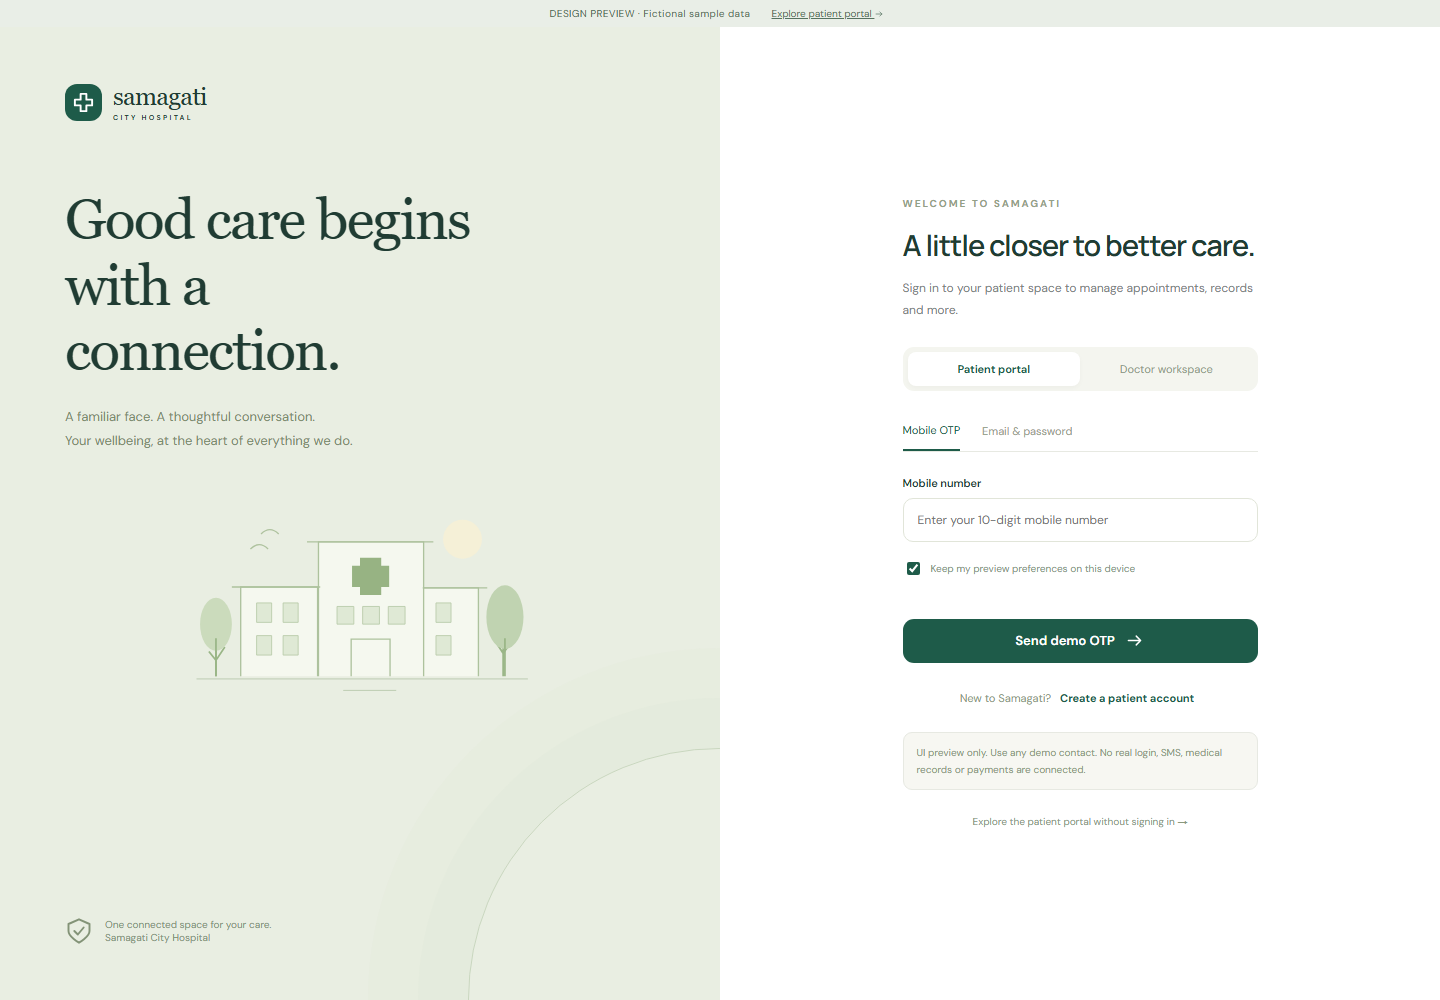 DESIGN PREVIEW · Fictional sample data Explore patient portal →
samagati
CITY HOSPITAL
Good care begins
with a
connection.
A familiar face. A thoughtful conversation.
Your wellbeing, at the heart of everything we do.
One connected space for your care.
Samagati City Hospital
WELCOME TO SAMAGATI
A little closer to better care.
Sign in to your patient space to manage appointments, records
and more.
Patient portal Doctor workspace
Mobile OTP Email & password
Mobile number
Enter your 10-digit mobile number
Keep my preview preferences on this device
Send demo OTP →
New to Samagati? Create a patient account
UI preview only. Use any demo contact. No real login, SMS, medical
records or payments are connected.
Explore the patient portal without signing in →